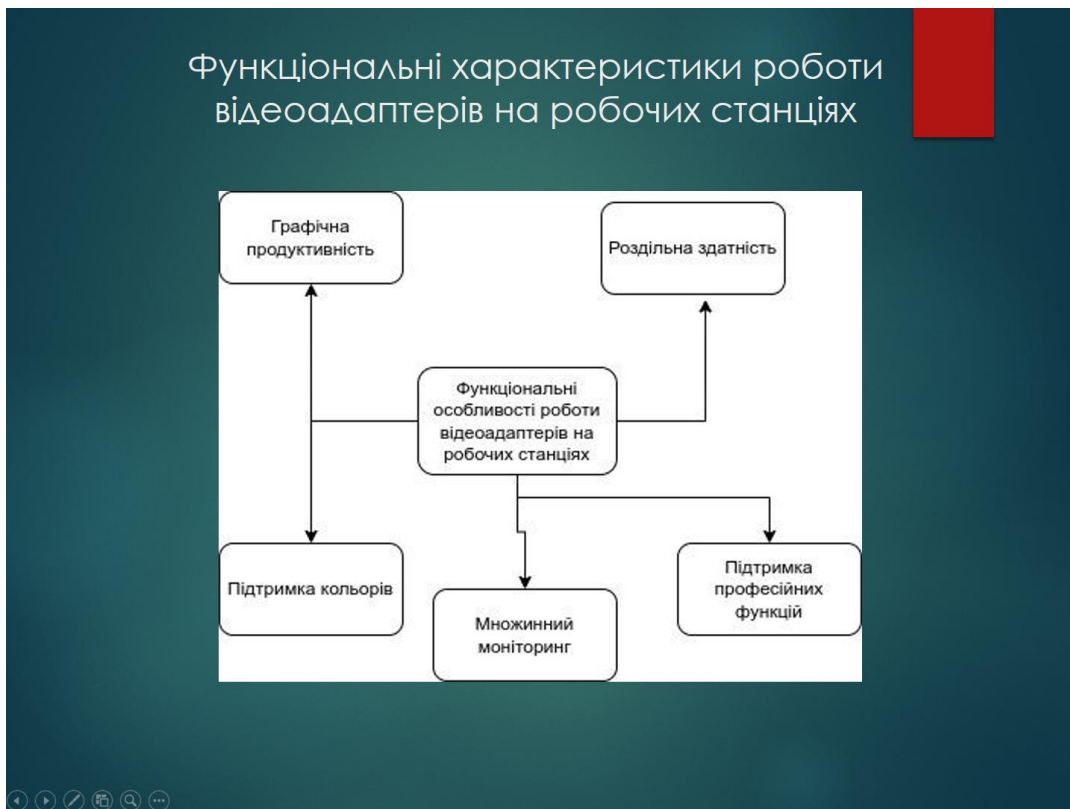 Функціональні характеристики роботи
відеоадаптерів на робочих станціях
Графічна
продуктивність
Роздільна здатність
Функціональні
особливості роботи
відеоадаптерів на
робочих станціях
Підтримка кольорів
Множинний
моніторинг
Підтримка
професійних
функцій